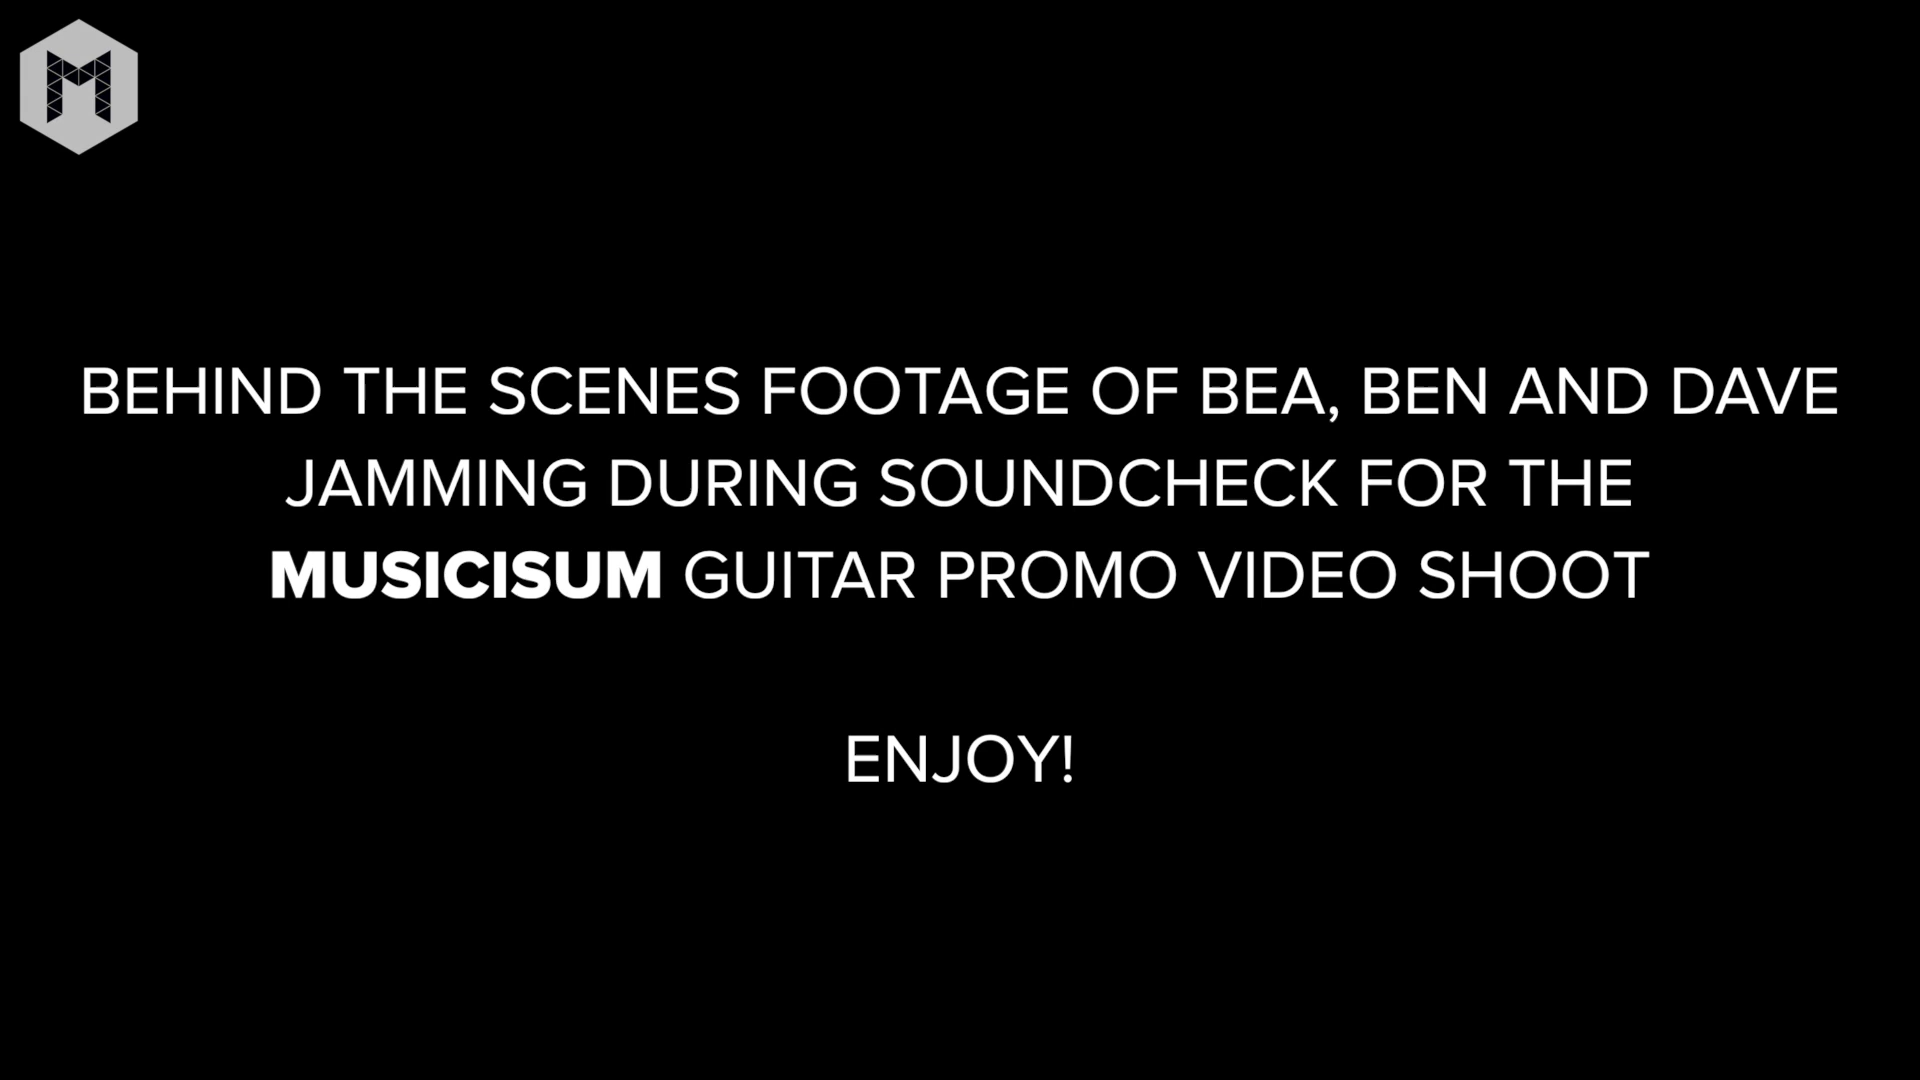 M
BEHIND THE SCENES FOOTAGE OF BEA, BEN AND DAVE
JAMMING DURING SOUNDCHECK FOR THE
MUSICISUM GUITAR PROMO VIDEO SHOOT
ENJOY!